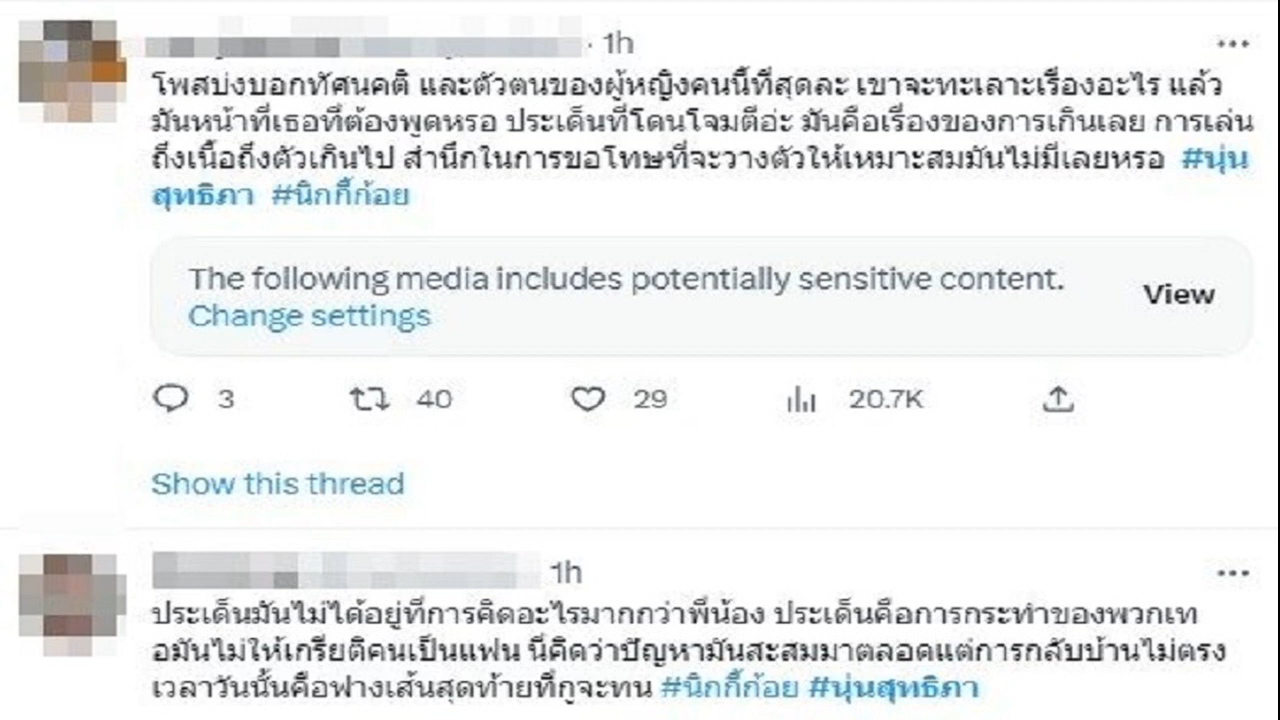 · 1h
โพสบ่งบอกทัศนคติ และตัวตนของผู้หญิงคนนี้ที่สุดละ เขาจะทะเลาะเรื่องอะไร แล้ว
มันหน้าที่เธอที่ต้องพูดหรอ ประเด็นที่โดนโจมตีอ่ะ มันคือเรื่องของการเกินเลย การเล่น
ถึงเนื้อถึงตัวเกินไป สำนึกในการขอโทษที่จะวางตัวให้เหมาะสมมันไม่มีเลยหรอ #นุ่น
สุทธิภา #นิกกี้ก้อย
The following media includes potentially sensitive content.
Change settings
View
3 40 29 20.7K
Show this thread
1h
ประเด็นมันไม่ได้อยู่ที่การคิดอะไรมากกว่าพี่น้อง ประเด็นคือการกระทำของพวกเท
อมันไม่ให้เกรียติคนเป็นแฟน นี่คิดว่าปัญหามันสะสมมาตลอดแต่การกลับบ้านไม่ตรง
เวลาวันนั้นคือฟางเส้นสุดท้ายที่กูจะทน #นิกกี้ก้อย #นุ่นสุทธิภา